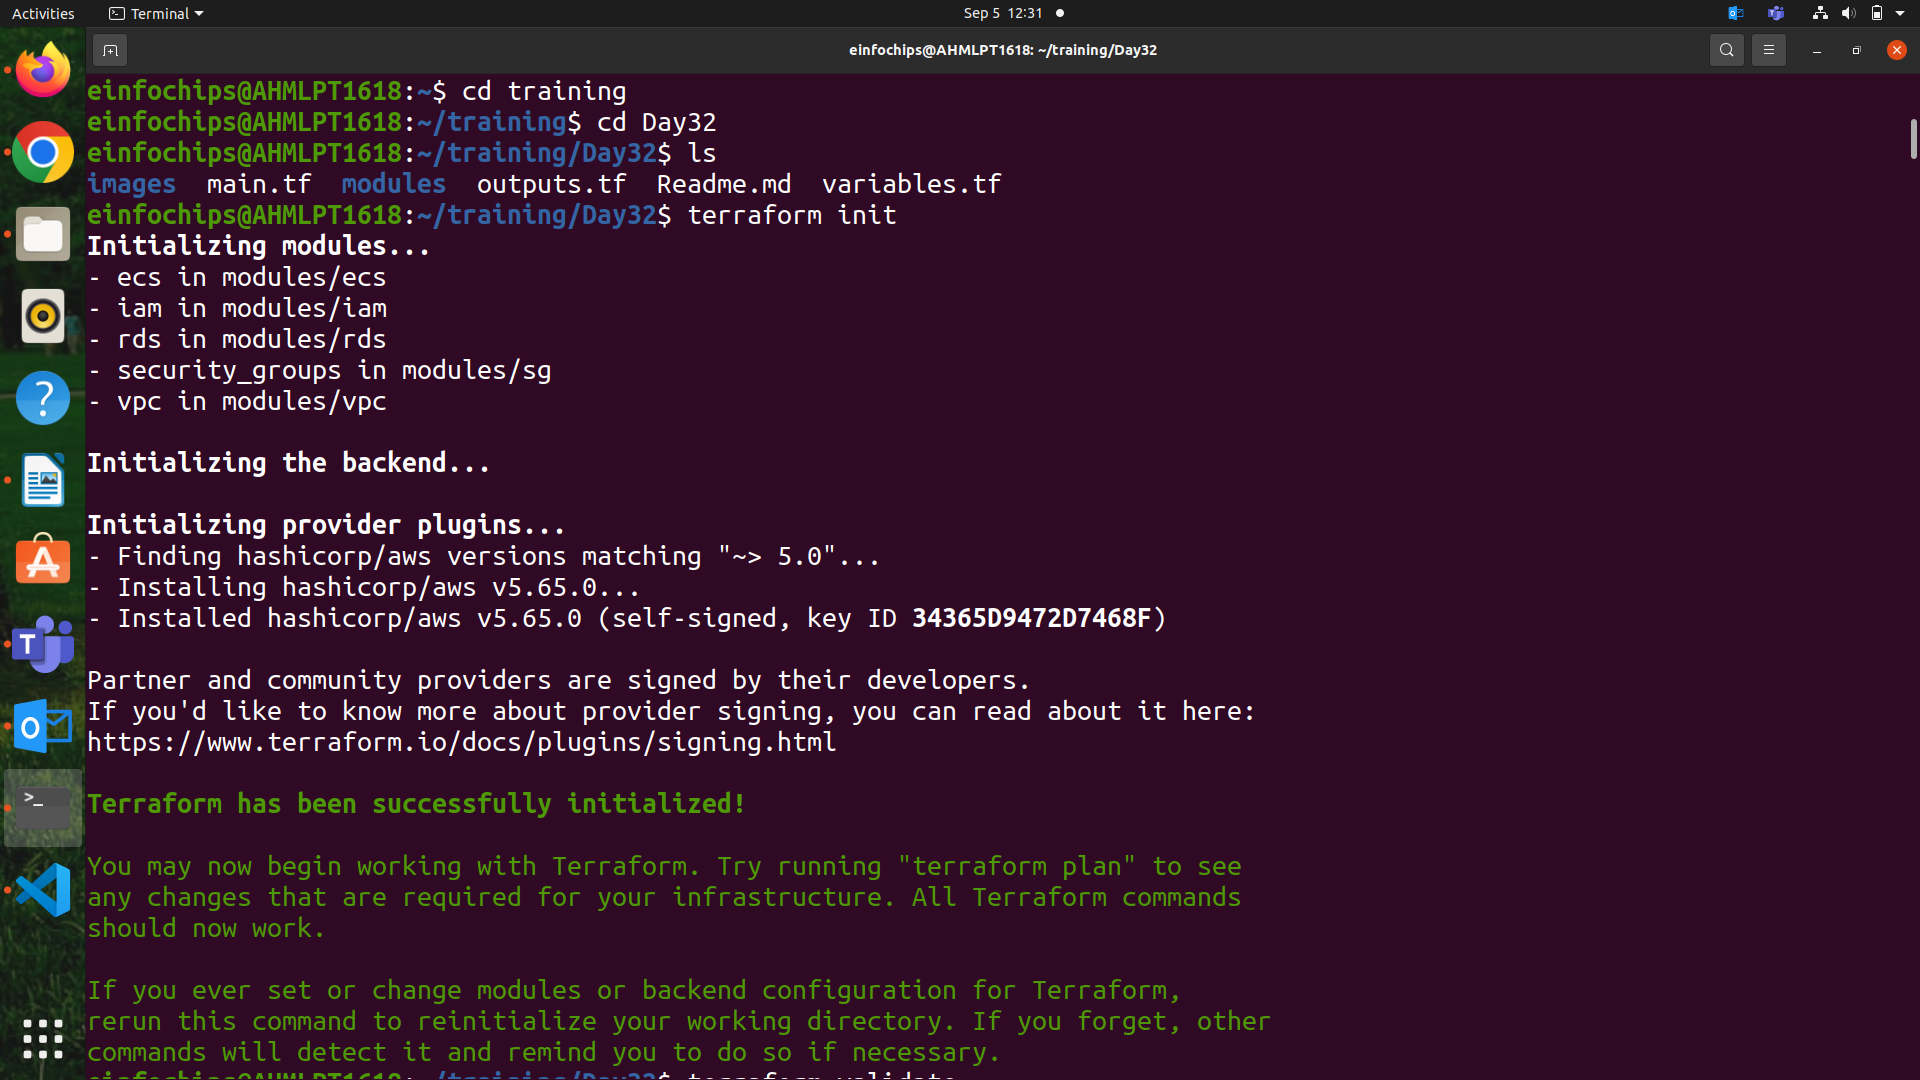 Activities Terminal Sep 5 12:31
einfochips@AHMLPT1618: ~/training/Day32
einfochips@AHMLPT1618:~$ cd training
einfochips@AHMLPT1618:~/training$ cd Day32
einfochips@AHMLPT1618:~/training/Day32$ ls
images main.tf modules outputs.tf Readme.md variables.tf
einfochips@AHMLPT1618:~/training/Day32$ terraform init
Initializing modules...
- ecs in modules/ecs
- iam in modules/iam
- rds in modules/rds
- security_groups in modules/sg
- vpc in modules/vpc
Initializing the backend...
Initializing provider plugins...
- Finding hashicorp/aws versions matching "~> 5.0"...
- Installing hashicorp/aws v5.65.0...
- Installed hashicorp/aws v5.65.0 (self-signed, key ID 34365D9472D7468F)
Partner and community providers are signed by their developers.
If you'd like to know more about provider signing, you can read about it here:
https://www.terraform.io/docs/plugins/signing.html
Terraform has been successfully initialized!
You may now begin working with Terraform. Try running "terraform plan" to see
any changes that are required for your infrastructure. All Terraform commands
should now work.
If you ever set or change modules or backend configuration for Terraform,
rerun this command to reinitialize your working directory. If you forget, other
commands will detect it and remind you to do so if necessary.
einfochips@AHMLPT1618:~/training/Day32$ terraform validate